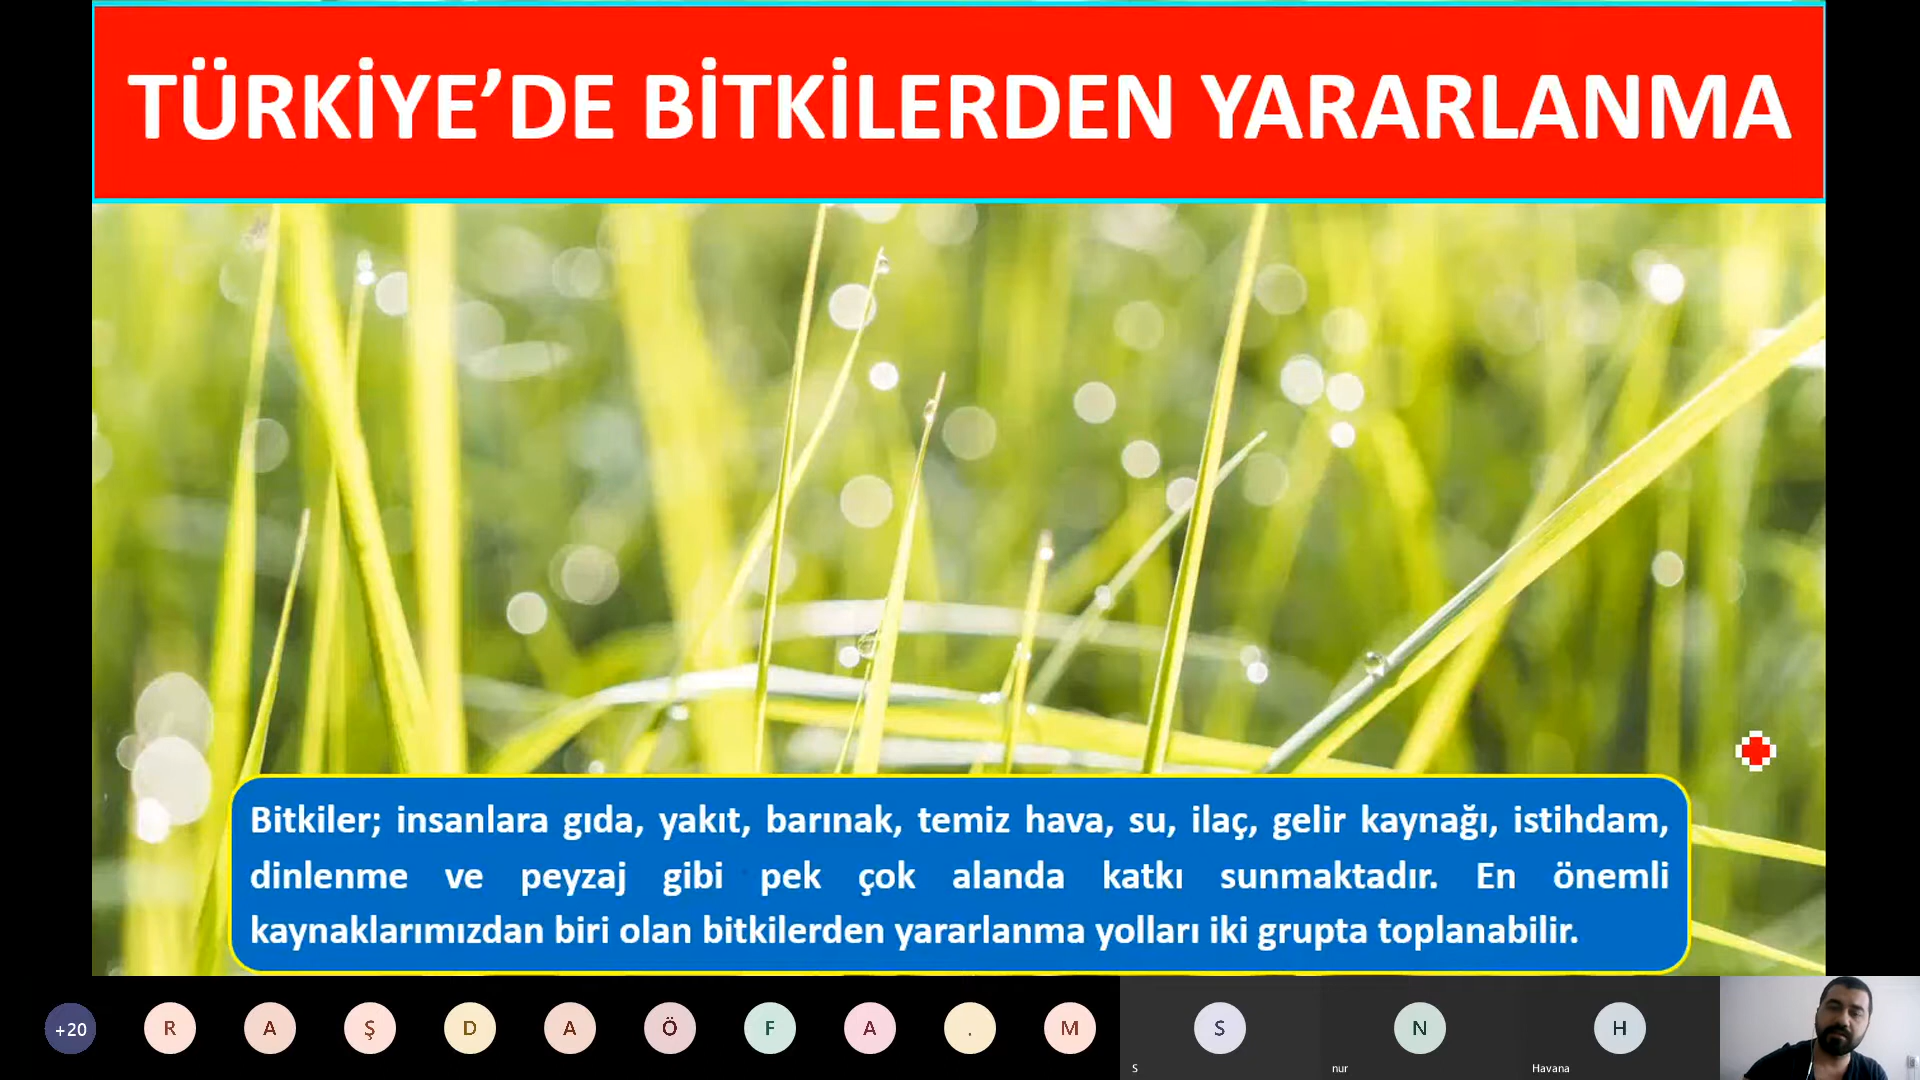 TÜRKİYE’DE BİTKİLERDEN YARARLANMA
Bitkiler; insanlara gıda, yakıt, barınak, temiz hava, su, ilaç, gelir kaynağı, istihdam,
dinlenme ve peyzaj gibi pek çok alanda katkı sunmaktadır. En önemli
kaynaklarımızdan biri olan bitkilerden yararlanma yolları iki grupta toplanabilir.
+20 R A Ş D A Ö F A . M S N H
S nur Havana